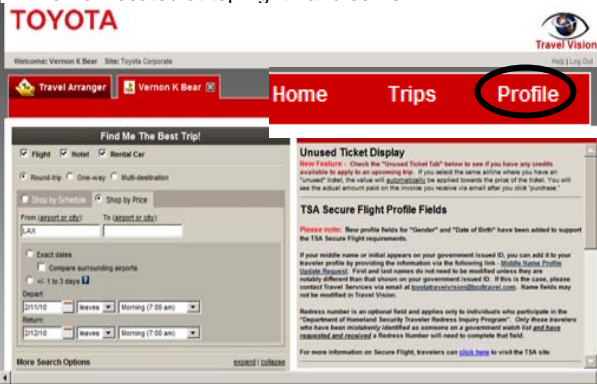 TOYOTA
Travel Vision
Welcome: Vernon K Bear Site: Toyota Corporate
Help | Log Out
Travel Arranger
Vernon K Bear
Home Trips Profile
Find Me The Best Trip!
Flight Hotel Rental Car
Round-trip One-way Multi-destination
Shop by Schedule Shop by Price
From (airport or city) To (airport or city)
LAX
Exact dates
Compare surrounding airports
+/- 1 to 3 days ?
Depart:
2/11/10 leaves Morning (7:00 am)
Return:
2/12/10 leaves Morning (7:00 am)
More Search Options expand | collapse
Unused Ticket Display
New Feature - Check the "Unused Ticket Tab" below to see if you have any credits
available to apply to an upcoming trip. If you select the same airline where you have an
"unused" ticket, the value will automatically be applied towards the price of the ticket. You will
see the actual amount paid on the invoice you receive via email after you click "purchase."
TSA Secure Flight Profile Fields
Please note: New profile fields for "Gender" and "Date of Birth" have been added to support
the TSA Secure Flight requirements.
If your middle name or initial appears on your government issued ID, you can add it to your
traveler profile by providing the information via the following link - Middle Name Profile
Update Request. First and last names do not need to be modified unless they are
notably different than that shown on your government issued ID. If this is the case, please
contact Travel Services via email at toyotatravelvision@bcdtravel.com. Name fields may
not be modified in Travel Vision.
Redress number is an optional field and applies only to individuals who participate in the
"Department of Homeland Security Traveler Redress Inquiry Program". Only those travelers
who have been mistakenly identified as someone on a government watch list and have
requested and received a Redress Number will need to complete that field.
For more information on Secure Flight, travelers can click here to visit the TSA site